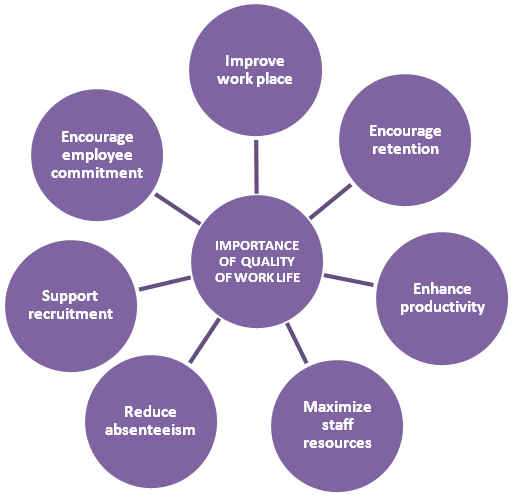 Improve
work place
Encourage
retention
Enhance
productivity
Maximize
staff
resources
Reduce
absenteeism
Support
recruitment
Encourage
employee
commitment
IMPORTANCE
OF QUALITY
OF WORK LIFE